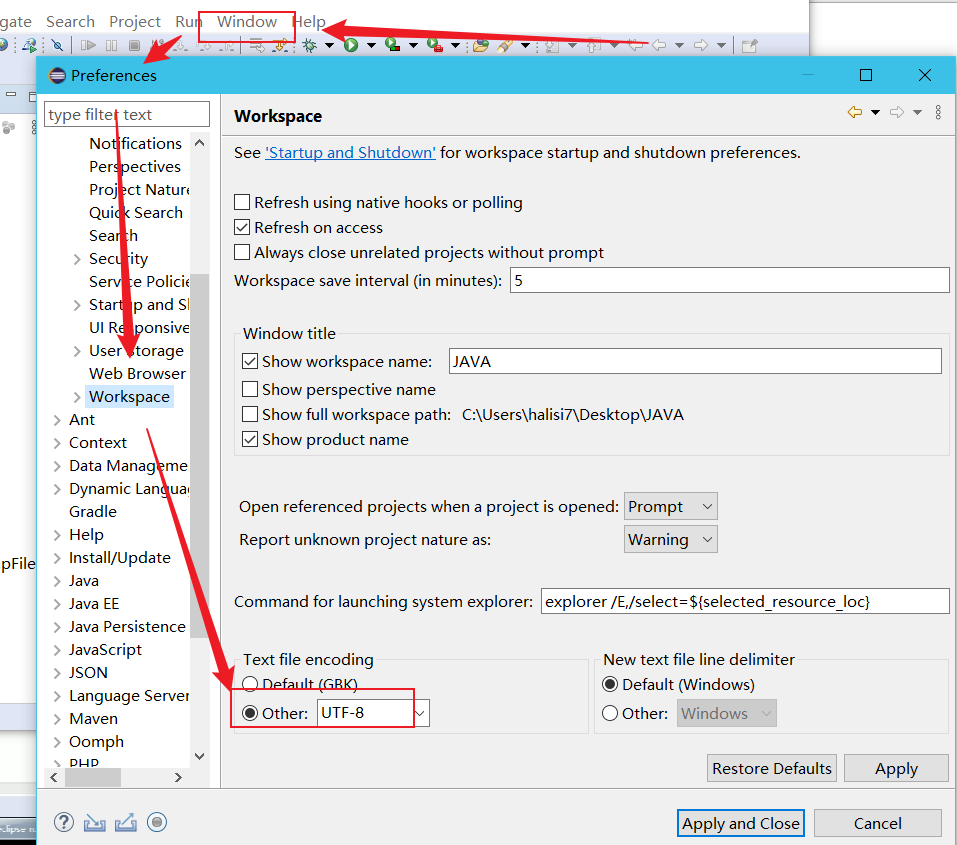 gate Search Project Run Window Help
Preferences
type filter text
Workspace
See 'Startup and Shutdown' for workspace startup and shutdown preferences.
Notifications
Perspectives
Project Nature
Quick Search
Search
Security
Service Policie
Startup and Sh
UI Responsive
User Storage
Web Browser
Workspace
Ant
Context
Data Manageme
Dynamic Langua
Gradle
Help
Install/Update
Java
Java EE
Java Persistence
JavaScript
JSON
Language Server
Maven
Oomph
PHP
Refresh using native hooks or polling
Refresh on access
Always close unrelated projects without prompt
Workspace save interval (in minutes): 5
Window title
Show workspace name: JAVA
Show perspective name
Show full workspace path: C:\Users\halisi7\Desktop\JAVA
Show product name
Open referenced projects when a project is opened: Prompt
Report unknown project nature as: Warning
Command for launching system explorer: explorer /E,/select=${selected_resource_loc}
Text file encoding
Default (GBK)
Other: UTF-8
New text file line delimiter
Default (Windows)
Other: Windows
Restore Defaults Apply
Apply and Close Cancel
pFile